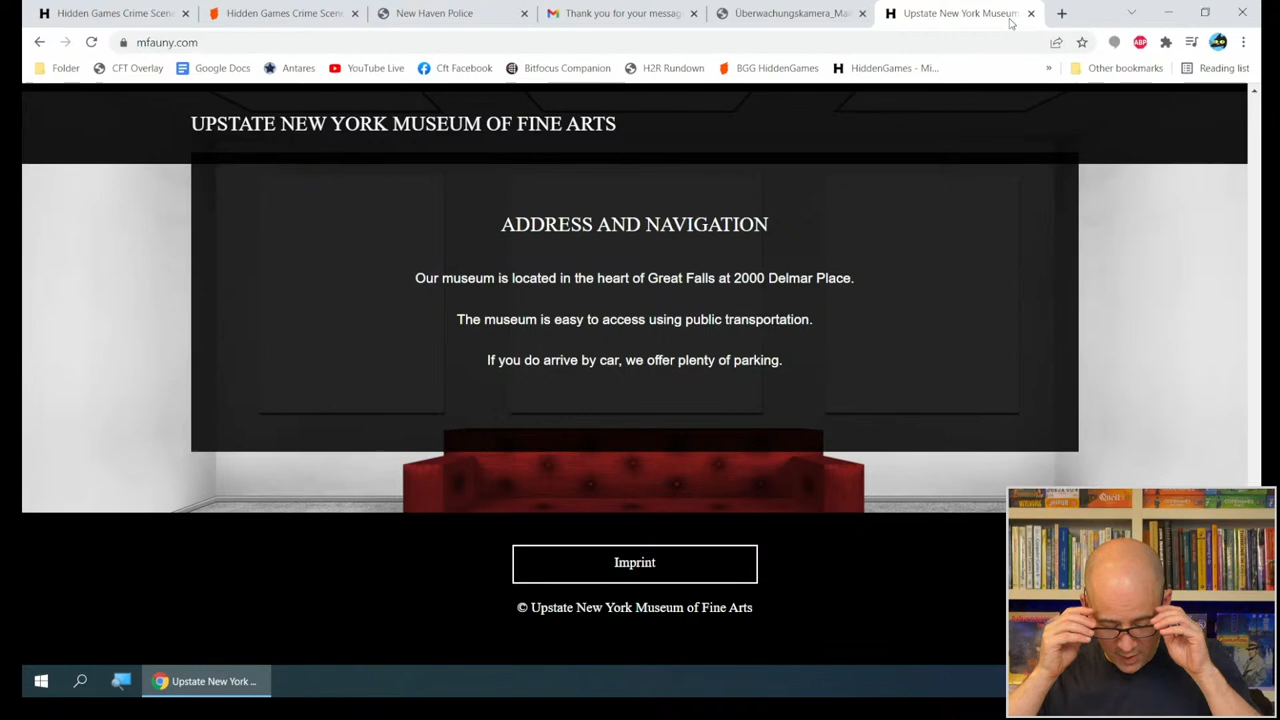 Hidden Games Crime Scene
Hidden Games Crime Scen
New Haven Police
Thank you for your messag
Überwachungskamera_Mai
Upstate New York Museum
mfauny.com
Folder
CFT Overlay
Google Docs
Antares
YouTube Live
Cft Facebook
Bitfocus Companion
H2R Rundown
BGG HiddenGames
HiddenGames - Mi...
»
Other bookmarks
Reading list
UPSTATE NEW YORK MUSEUM OF FINE ARTS
ADDRESS AND NAVIGATION
Our museum is located in the heart of Great Falls at 2000 Delmar Place.
The museum is easy to access using public transportation.
If you do arrive by car, we offer plenty of parking.
Imprint
© Upstate New York Museum of Fine Arts
Upstate New York ...